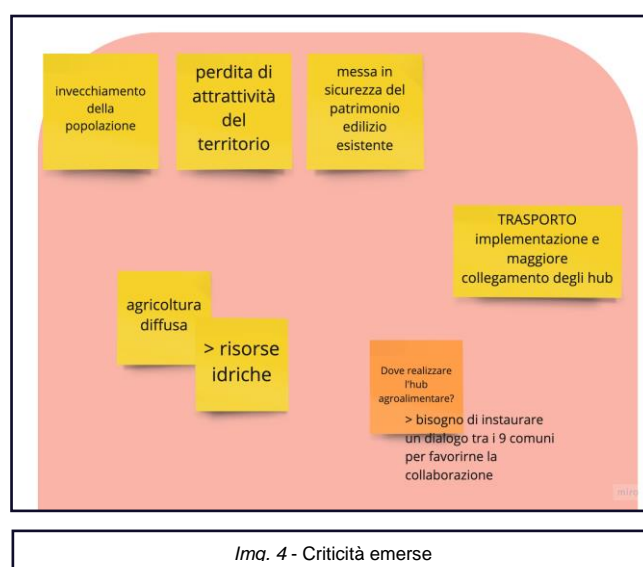 invecchiamento
della
popolazione
perdita di
attrattività
del
territorio
messa in
sicurezza del
patrimonio
edilizio
esistente
TRASPORTO
implementazione e
maggiore
collegamento degli hub
agricoltura
diffusa
> risorse
idriche
Dove realizzare
l'hub
agroalimentare?
> bisogno di instaurare
un dialogo tra i 9 comuni
per favorirne la
collaborazione
miro
Img. 4 - Criticità emerse